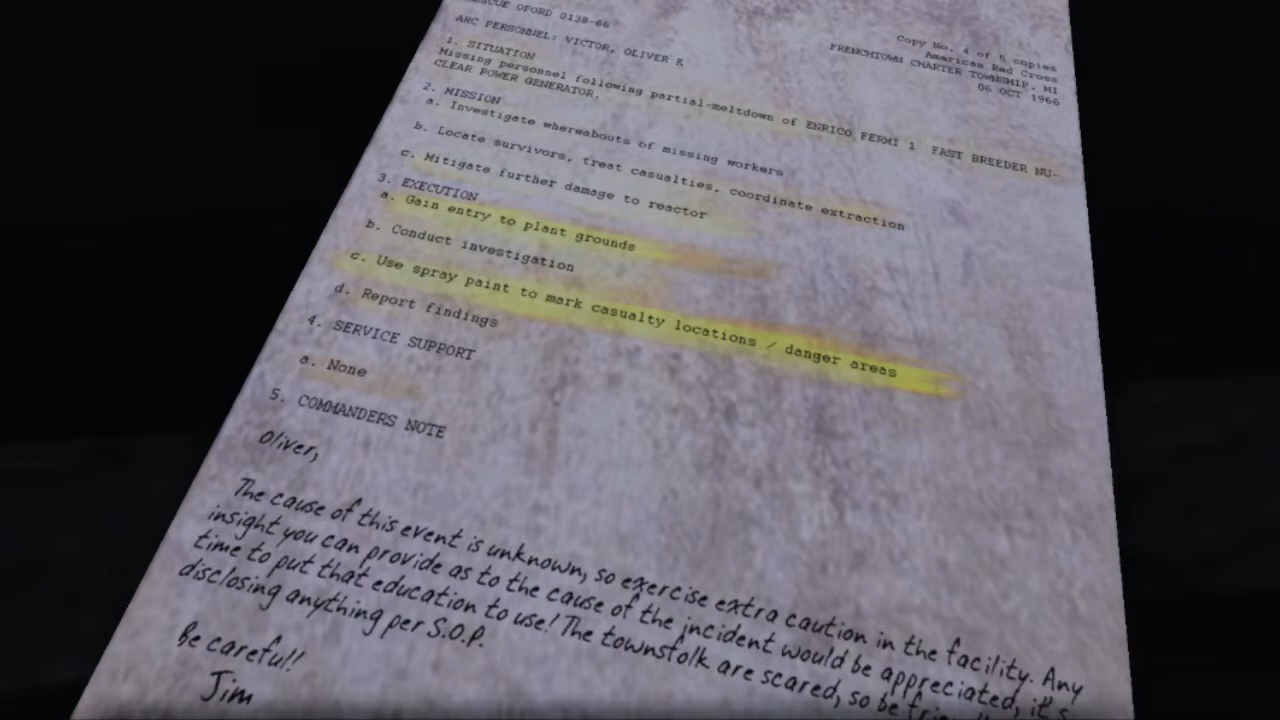 RESCUE OPORD 0138-66
Copy No. 4 of 5 copies
American Red Cross
FRENCHTOWN CHARTER TOWNSHIP, MI
06 OCT 1966
ARC PERSONNEL: VICTOR, OLIVER K
1. SITUATION
Missing personnel following partial-meltdown of ENRICO FERMI 1 FAST BREEDER NU-
CLEAR POWER GENERATOR.
2. MISSION
a. Investigate whereabouts of missing workers
b. Locate survivors, treat casualties, coordinate extraction
c. Mitigate further damage to reactor
3. EXECUTION
a. Gain entry to plant grounds
b. Conduct investigation
c. Use spray paint to mark casualty locations / danger areas
d. Report findings
4. SERVICE SUPPORT
a. None
5. COMMANDERS NOTE
Oliver,
The cause of this event is unknown, so exercise extra caution in the facility. Any
insight you can provide as to the cause of the incident would be appreciated, it's
time to put that education to use! The townsfolk are scared, so be
disclosing anything per S.O.P.
Be careful!
Jim